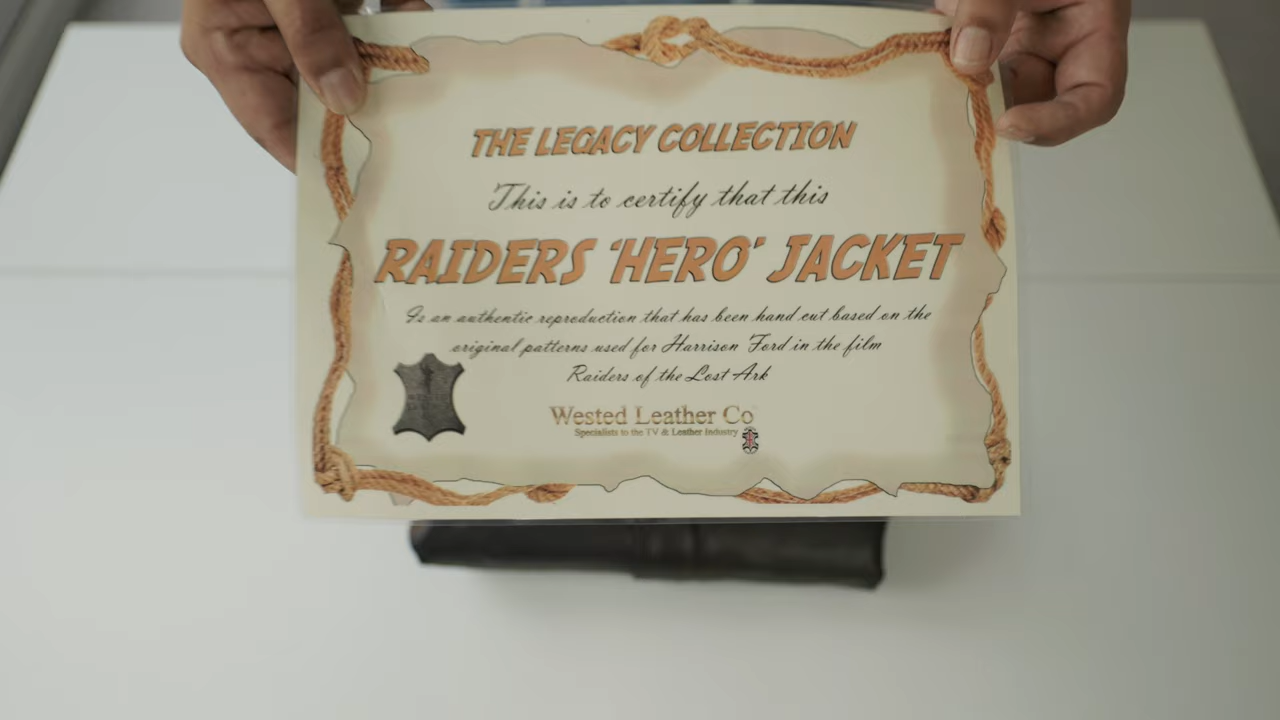 THE LEGACY COLLECTION
This is to certify that this
RAIDERS 'HERO' JACKET
Is an authentic reproduction that has been hand cut based on the
original patterns used for Harrison Ford in the film
Raiders of the Lost Ark
Wested Leather Co
Specialists to the TV & Leather Industry